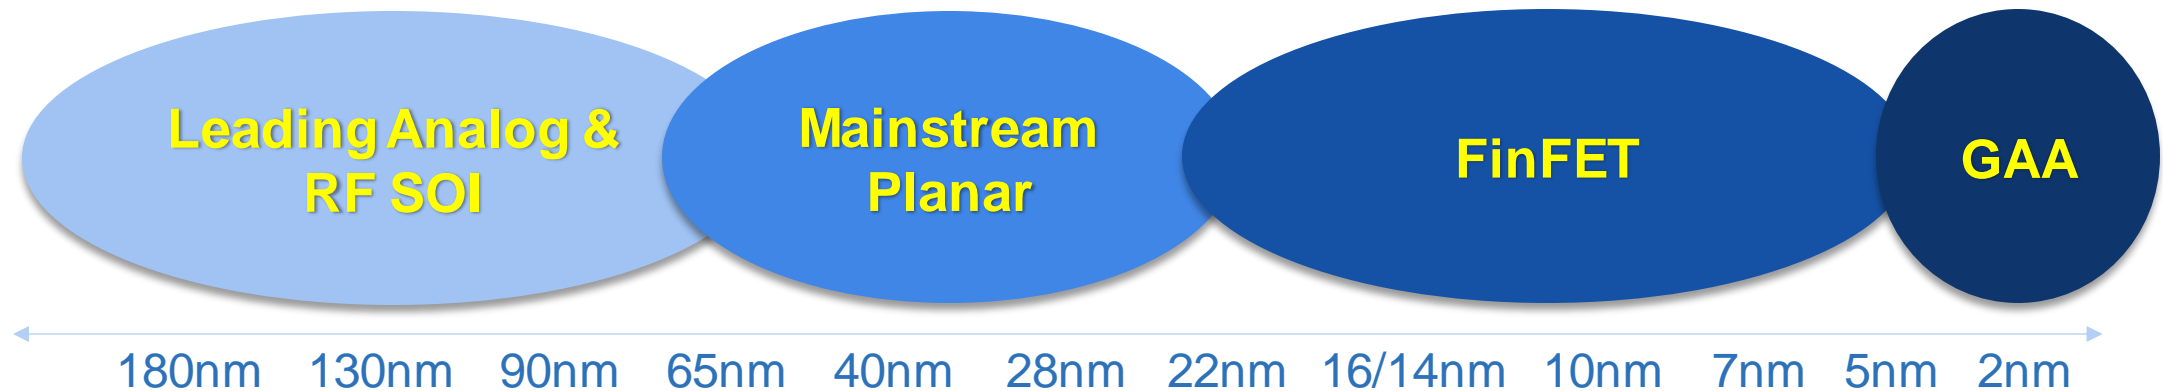 Leading Analog &
RF SOI
Mainstream
Planar
FinFET
GAA
180nm 130nm 90nm 65nm 40nm 28nm 22nm 16/14nm 10nm 7nm 5nm 2nm